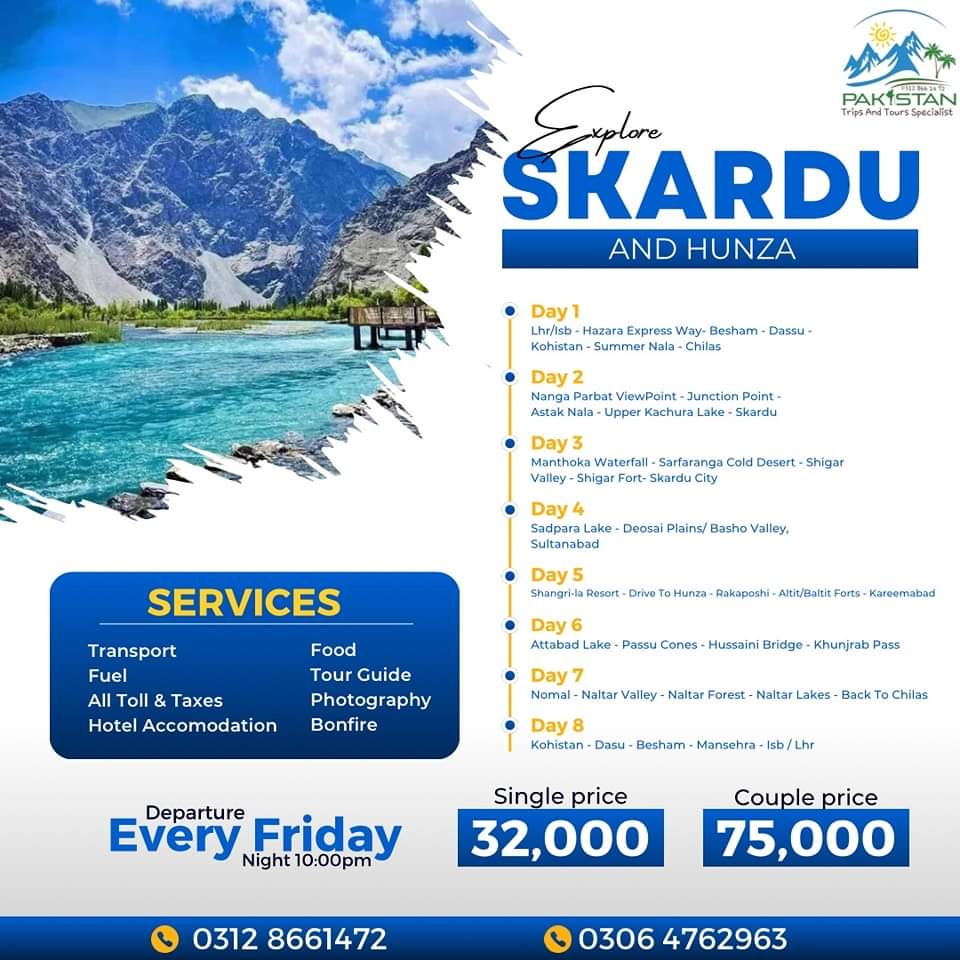 0312 866 14 72
PAKISTAN
Trips And Tours Specialist
Explore
SKARDU
AND HUNZA
Day 1
Lhr/Isb - Hazara Express Way- Besham - Dassu -
Kohistan - Summer Nala - Chilas
Day 2
Nanga Parbat ViewPoint - Junction Point -
Astak Nala - Upper Kachura Lake - Skardu
Day 3
Manthoka Waterfall - Sarfaranga Cold Desert - Shigar
Valley - Shigar Fort- Skardu City
Day 4
Sadpara Lake - Deosai Plains/ Basho Valley,
Sultanabad
Day 5
Shangri-la Resort - Drive To Hunza - Rakaposhi - Altit/Baltit Forts - Kareemabad
Day 6
Attabad Lake - Passu Cones - Hussaini Bridge - Khunjrab Pass
Day 7
Nomal - Naltar Valley - Naltar Forest - Naltar Lakes - Back To Chilas
Day 8
Kohistan - Dasu - Besham - Mansehra - Isb / Lhr
SERVICES
Transport
Fuel
All Toll & Taxes
Hotel Accomodation
Food
Tour Guide
Photography
Bonfire
Departure
Every Friday
Night 10:00pm
Single price
32,000
Couple price
75,000
0312 8661472
0306 4762963